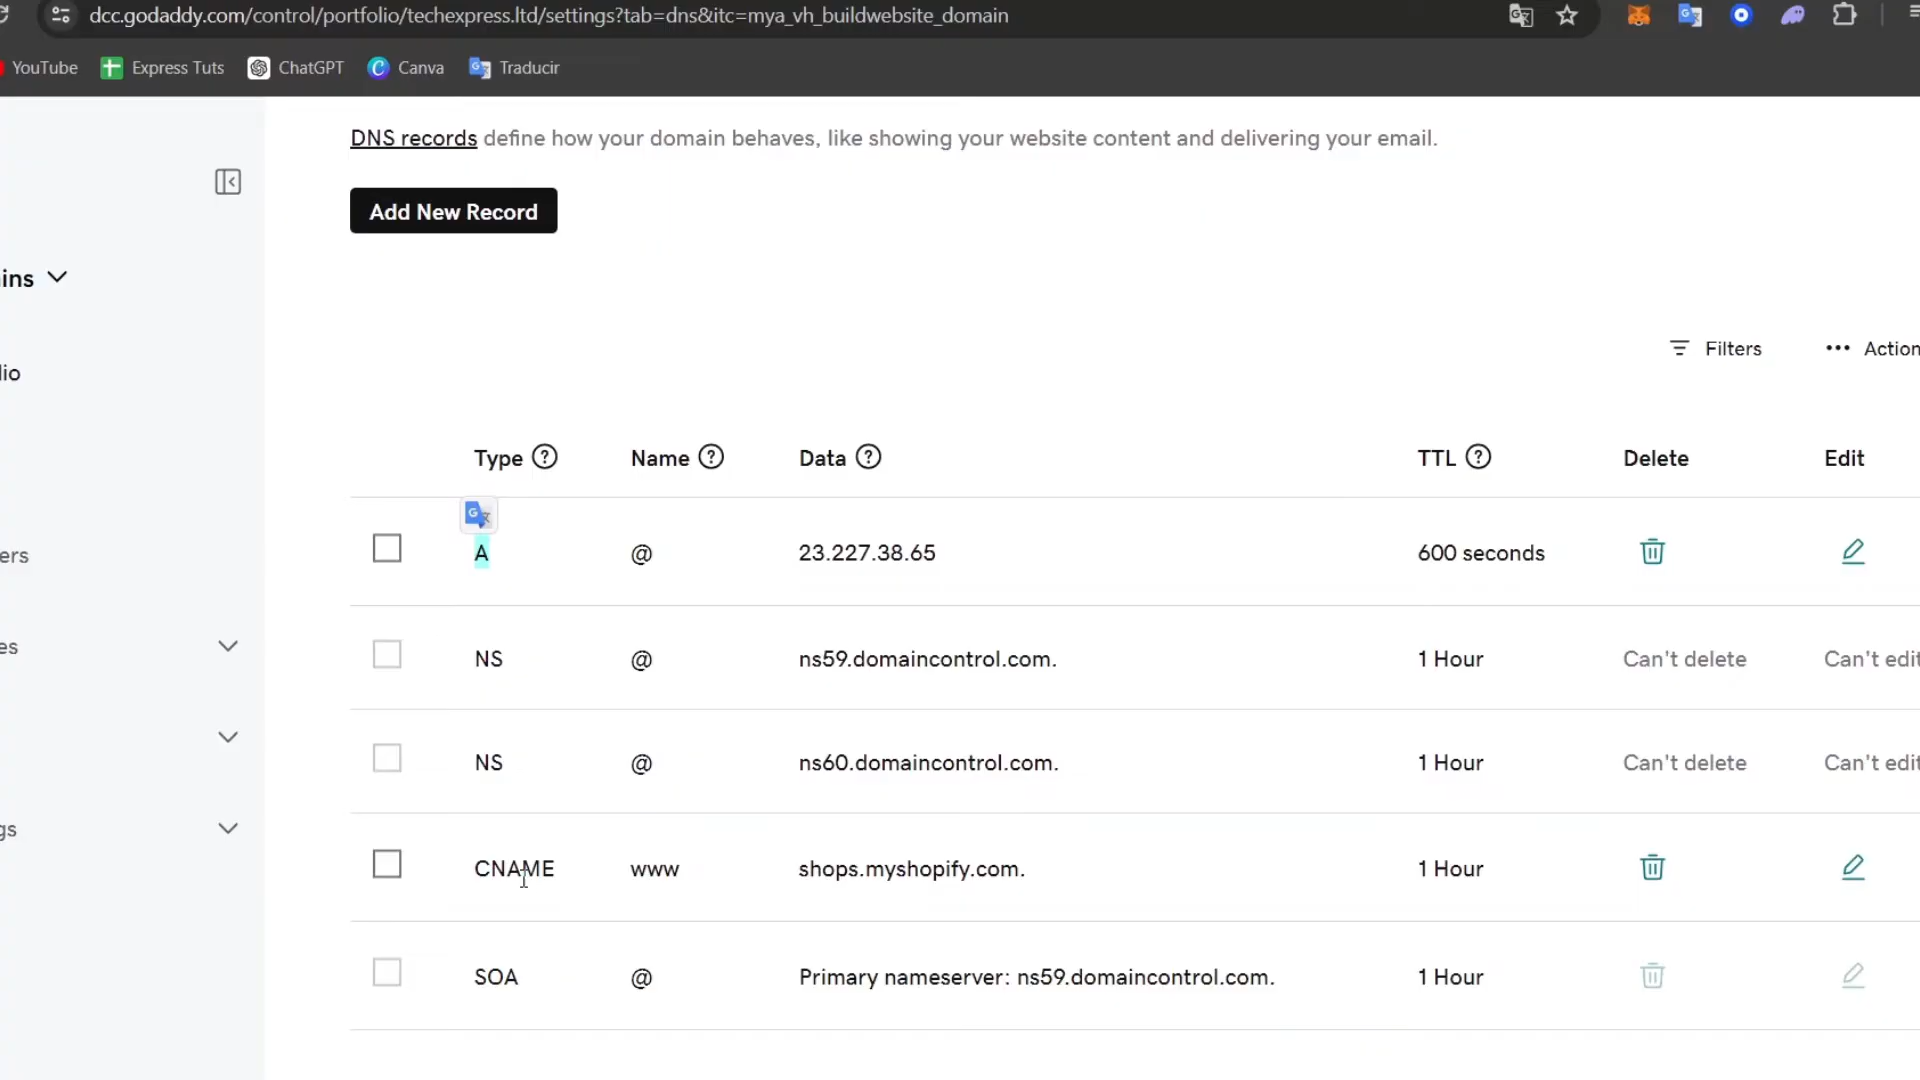 dcc.godaddy.com/control/portfolio/techexpress.ltd/settings?tab=dns&itc=mya_vh_buildwebsite_domain
YouTube Express Tuts ChatGPT Canva Traducir
DNS records define how your domain behaves, like showing your website content and delivering your email.
Add New Record
ins
lio
ers
es
gs
Filters ••• Action
Type Name Data TTL Delete Edit
A @ 23.227.38.65 600 seconds
NS @ ns59.domaincontrol.com. 1 Hour Can't delete Can't edit
NS @ ns60.domaincontrol.com. 1 Hour Can't delete Can't edit
CNAME www shops.myshopify.com. 1 Hour
SOA @ Primary nameserver: ns59.domaincontrol.com. 1 Hour